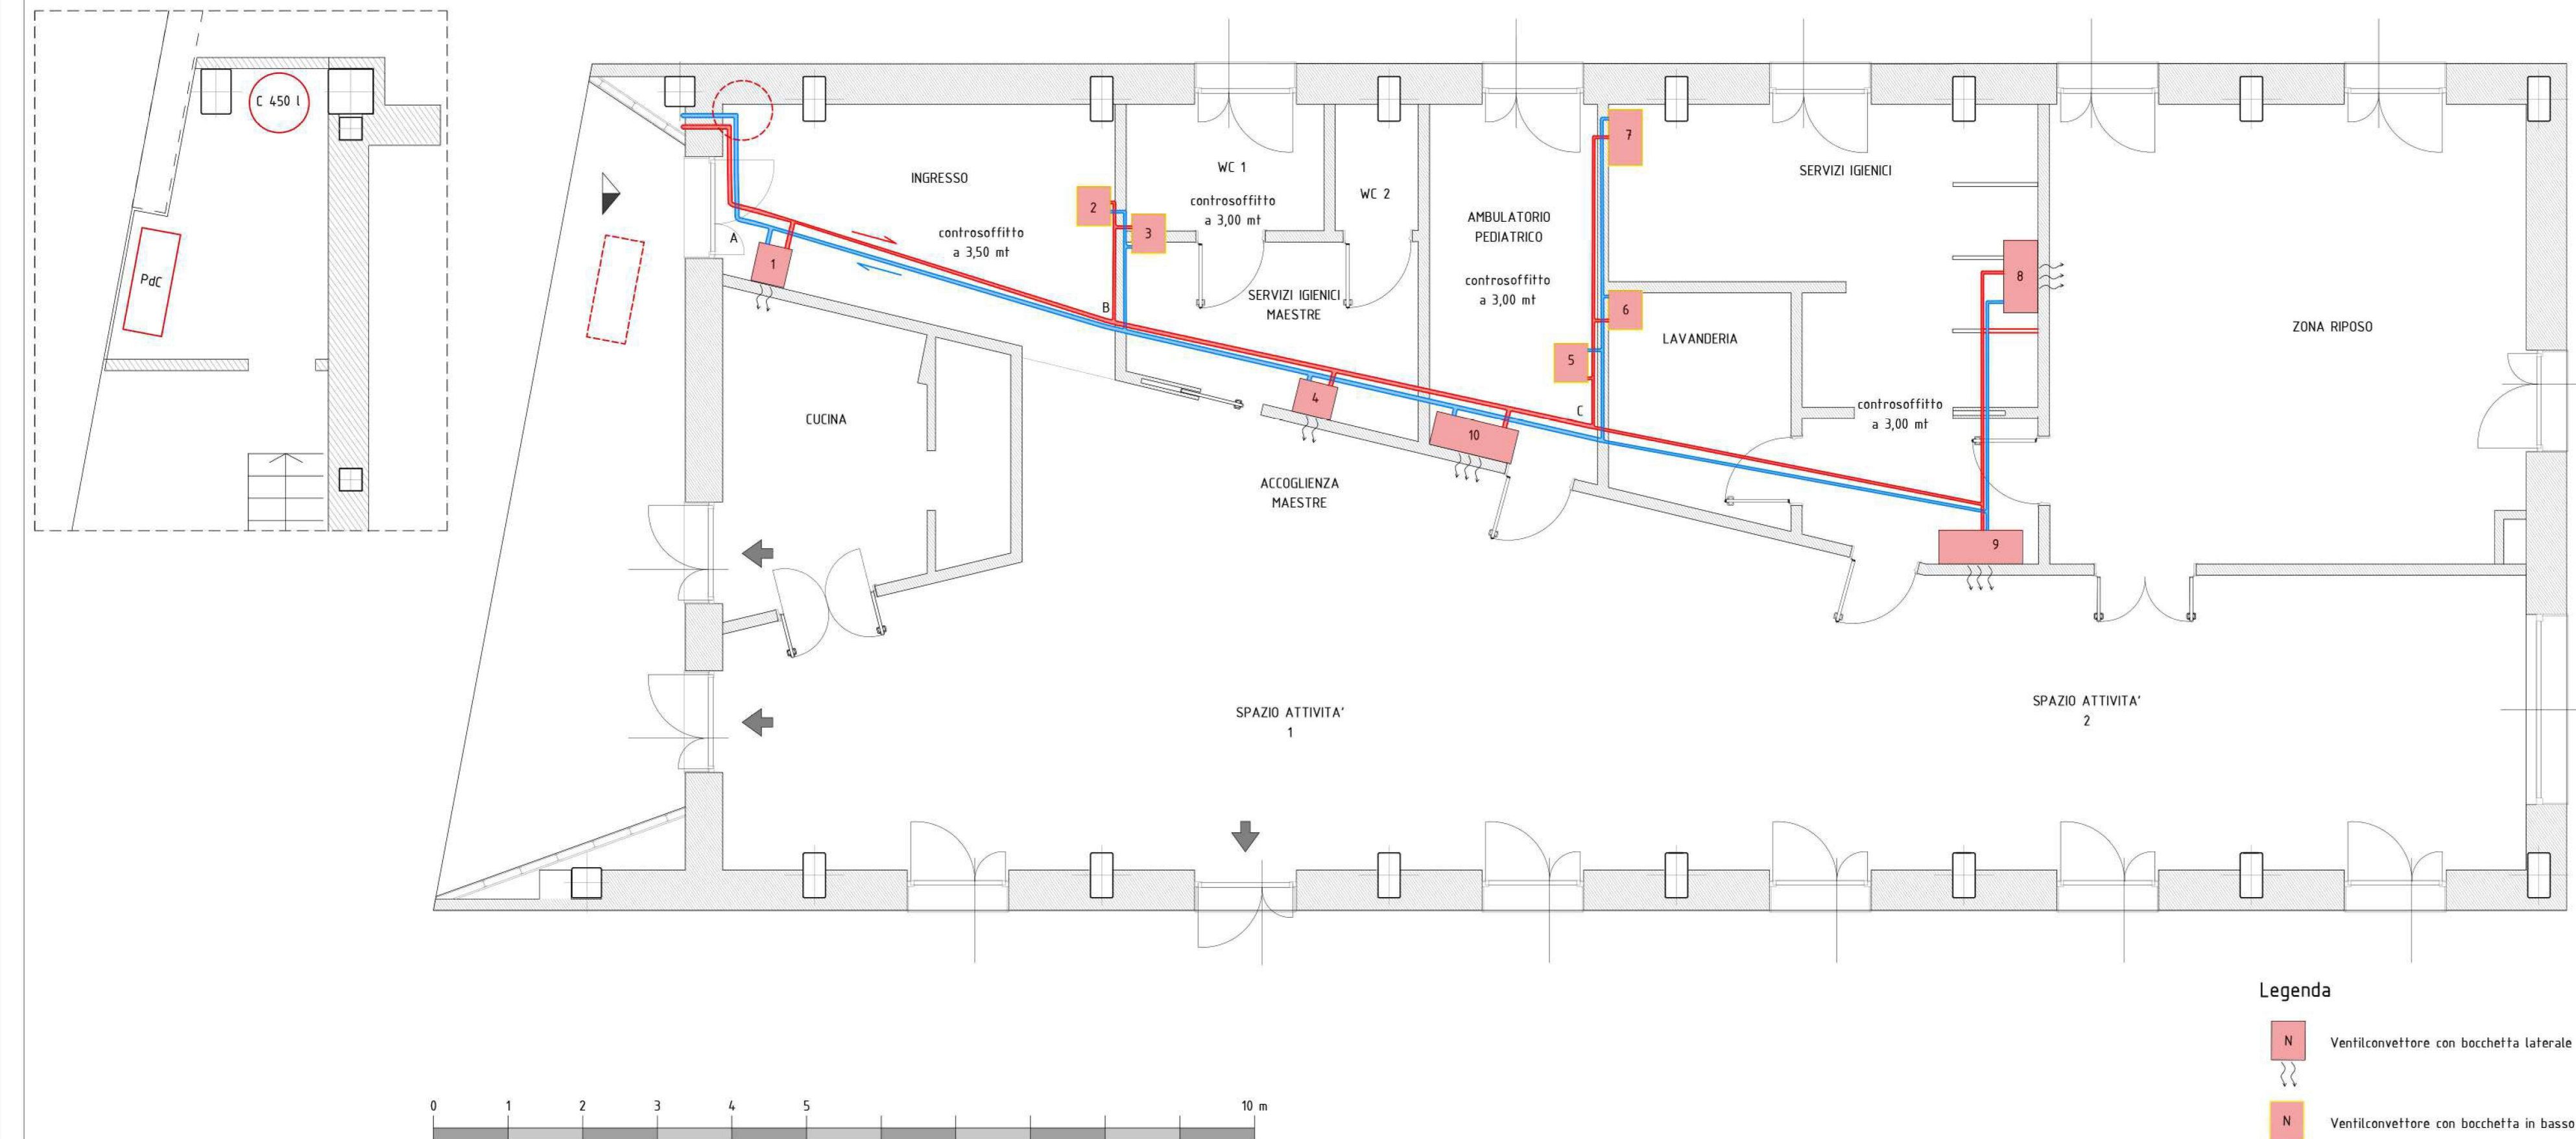 C 450 l
PdC
INGRESSO
controsoffitto
a 3,50 mt
WC 1
controsoffitto
a 3,00 mt
WC 2
AMBULATORIO
PEDIATRICO
controsoffitto
a 3,00 mt
SERVIZI IGIENICI
SERVIZI IGIENICI
MAESTRE
LAVANDERIA
controsoffitto
a 3,00 mt
ZONA RIPOSO
CUCINA
ACCOGLIENZA
MAESTRE
SPAZIO ATTIVITA'
1
SPAZIO ATTIVITA'
2
A
B
C
1
2
3
4
5
6
7
8
9
10
0 1 2 3 4 5 10 m
Legenda
N Ventilconvettore con bocchetta laterale
N Ventilconvettore con bocchetta in basso